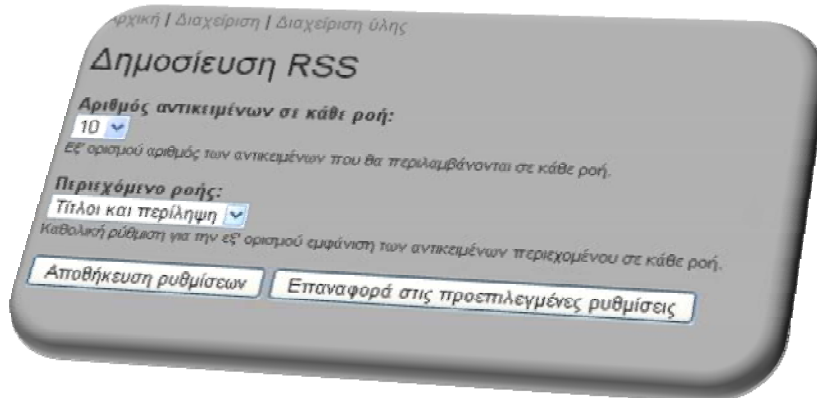 Αρχική | Διαχείριση | Διαχείριση ύλης
Δημοσίευση RSS
Αριθμός αντικειμένων σε κάθε ροή:
10
Εξ' ορισμού αριθμός των αντικειμένων που θα περιλαμβάνονται σε κάθε ροή.
Περιεχόμενο ροής:
Τίτλοι και περίληψη
Καθολική ρύθμιση για την εξ' ορισμού εμφάνιση των αντικειμένων περιεχομένου σε κάθε ροή.
Αποθήκευση ρυθμίσεων Επαναφορά στις προεπιλεγμένες ρυθμίσεις